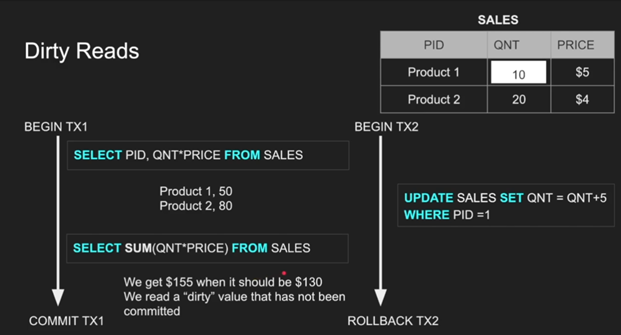 SALES
Dirty Reads
PID QNT PRICE
Product 1 10 $5
Product 2 20 $4
BEGIN TX1 BEGIN TX2
SELECT PID, QNT*PRICE FROM SALES
Product 1, 50
Product 2, 80
UPDATE SALES SET QNT = QNT+5
WHERE PID =1
SELECT SUM(QNT*PRICE) FROM SALES
We get $155 when it should be $130
We read a “dirty” value that has not been
committed
COMMIT TX1 ROLLBACK TX2